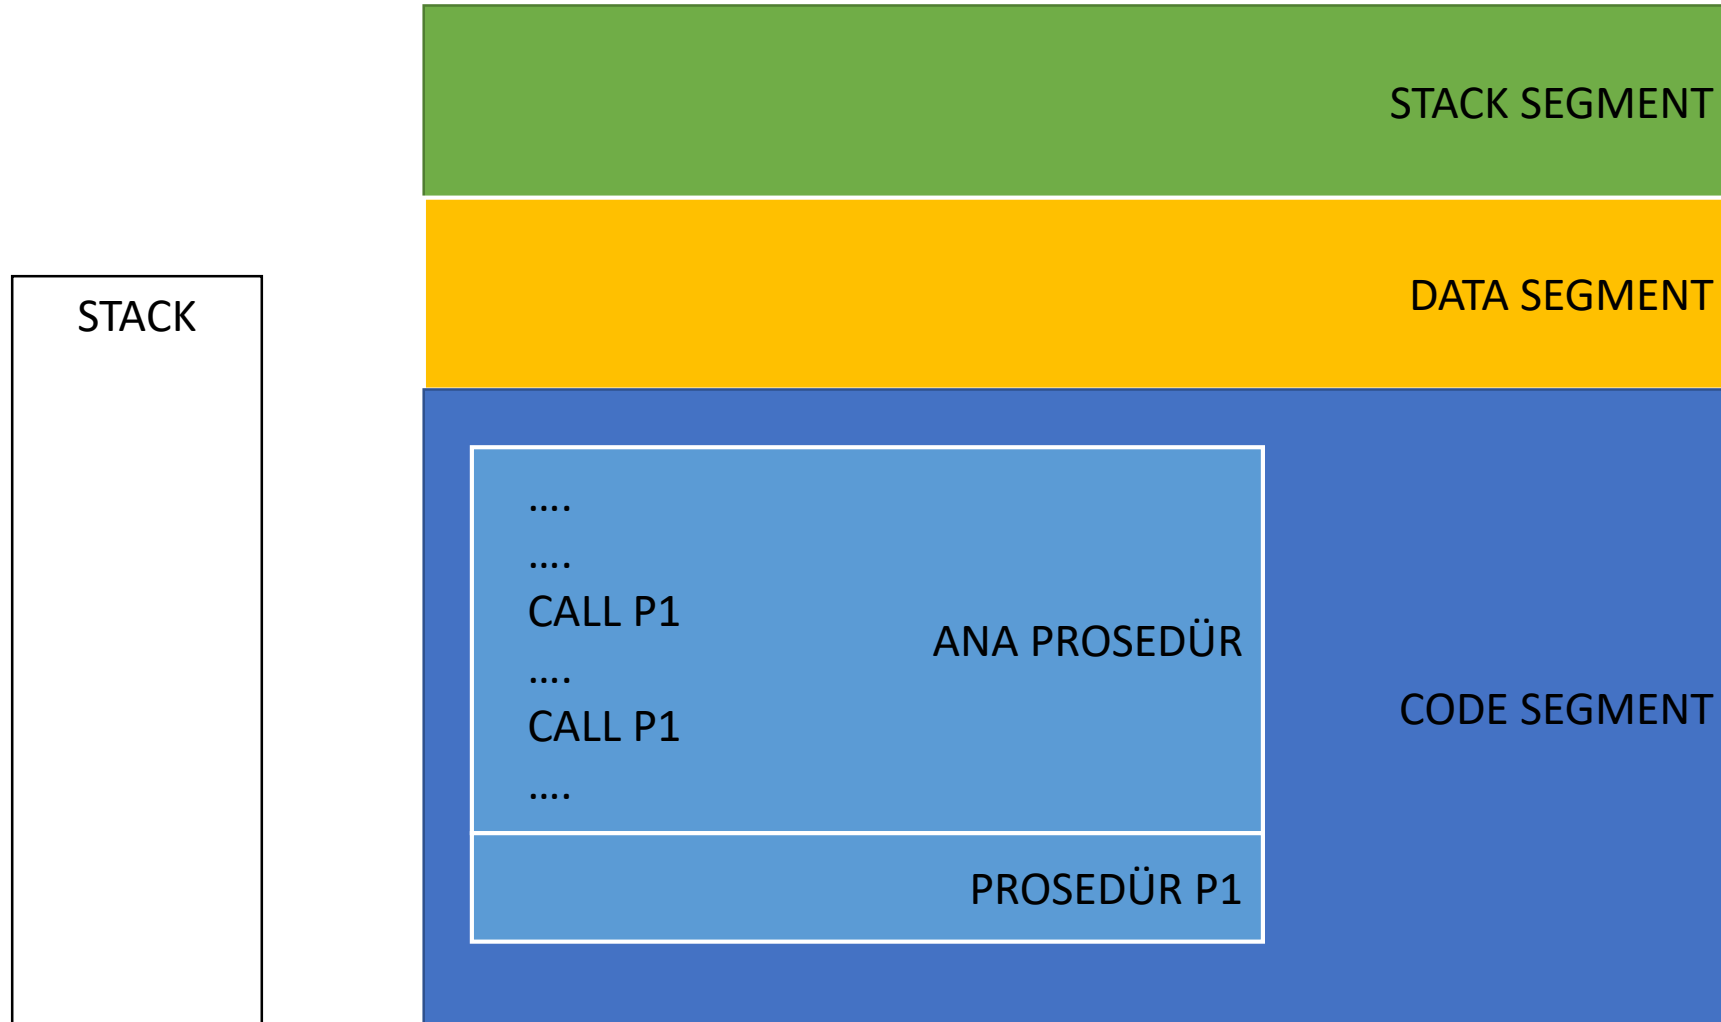 STACK SEGMENT
DATA SEGMENT
STACK
....
....
CALL P1
ANA PROSEDÜR
....
CALL P1
CODE SEGMENT
....
PROSEDÜR P1